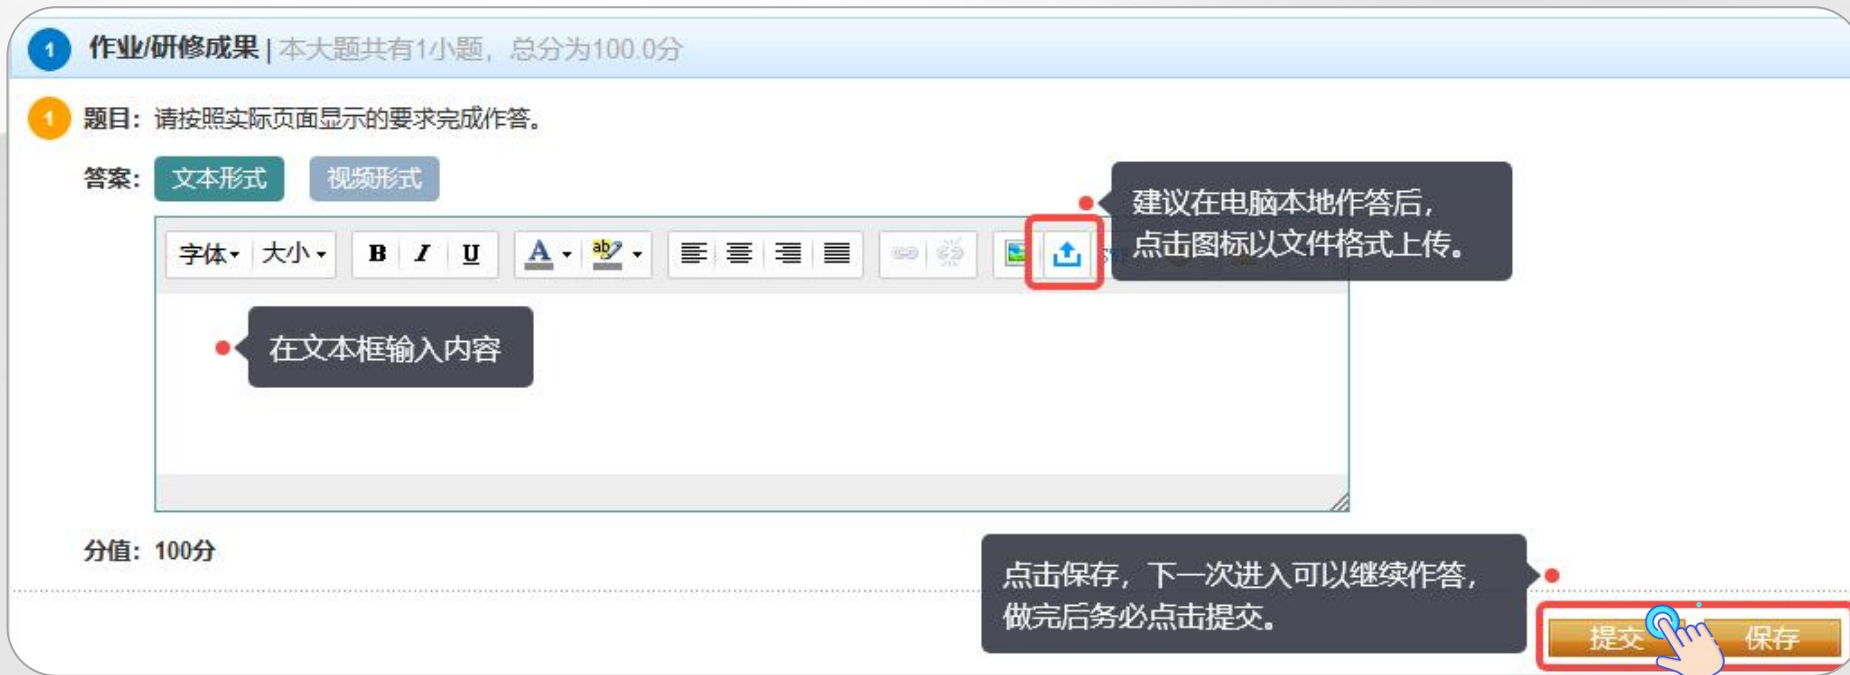 1 作业/研修成果 | 本大题共有1小题，总分为100.0分
1 题目：请按照实际页面显示的要求完成作答。
答案：文本形式 视频形式
建议在电脑本地作答后，
点击图标以文件格式上传。
字体 大小 B I U A ab
在文本框输入内容
分值：100分
点击保存，下一次进入可以继续作答，
做完后务必点击提交。
提交 保存